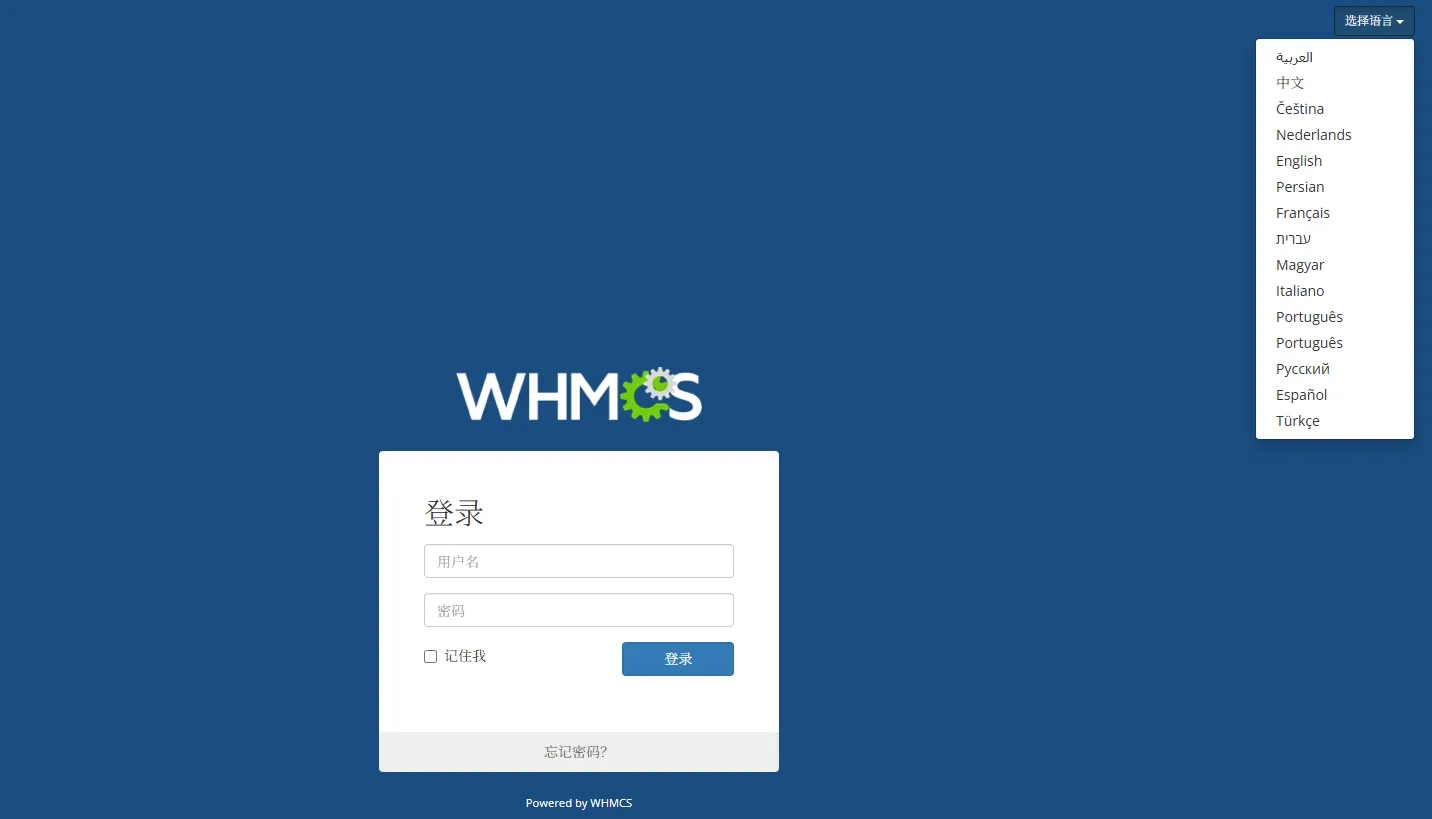 选择语言
العربية
中文
Čeština
Nederlands
English
Persian
Français
עברית
Magyar
Italiano
Português
Português
Русский
Español
Türkçe
WHMCS
登录
用户名
密码
记住我
登录
忘记密码?
Powered by WHMCS